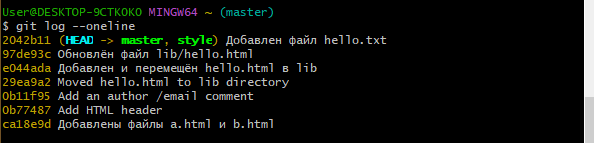 User@DESKTOP-9CTKOKO MINGW64 ~ (master)
$ git log --oneline
2042b11 (HEAD -> master, style) Добавлен файл hello.txt
97de93c Обновлён файл lib/hello.html
e044ada Добавлен и перемещён hello.html в lib
29ea9a2 Moved hello.html to lib directory
0b11f95 Add an author /email comment
0b77487 Add HTML header
ca18e9d Добавлены файлы a.html и b.html